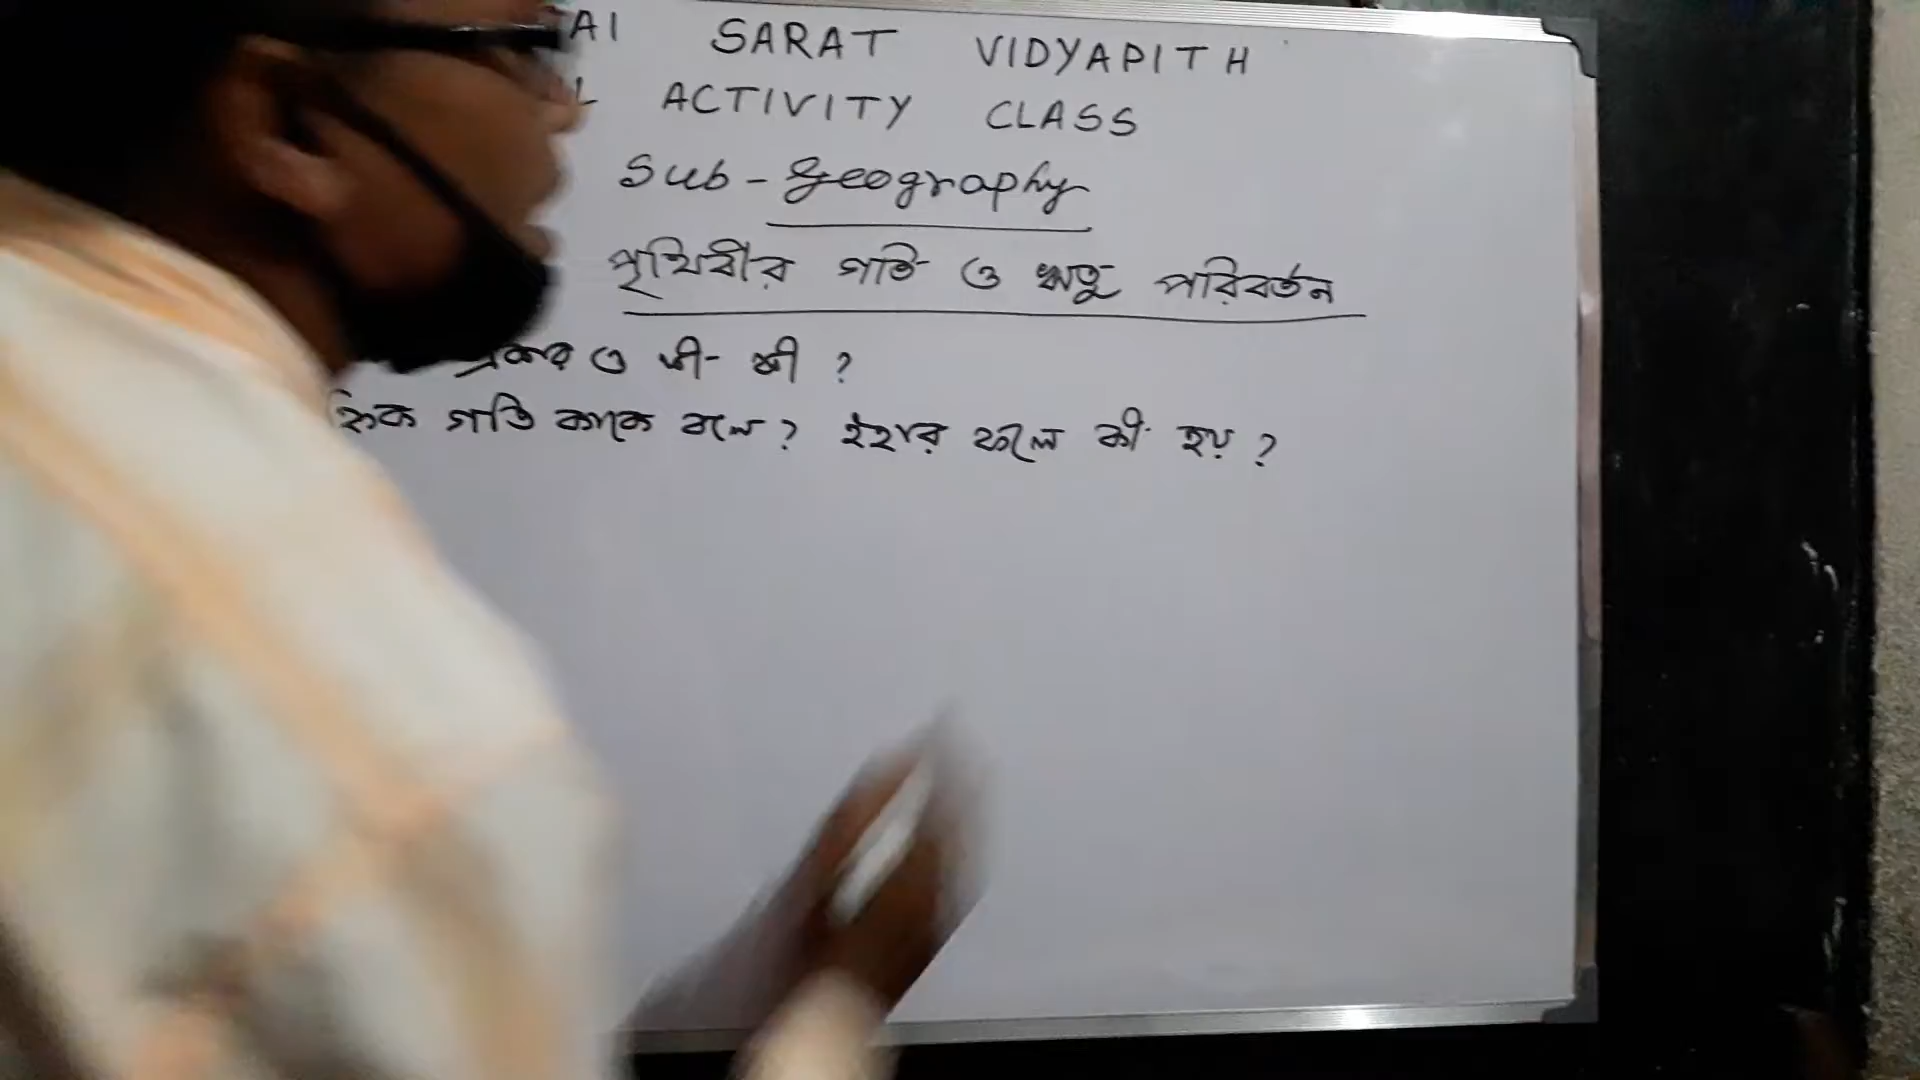 SARAT VIDYAPITH
ACTIVITY CLASS
Sub - Geography
পৃথিবীর গতি ও ঋতু পরিবর্তন
ও কী- কী ?
গতি কাকে বলে ? ইহার ফলে কী হয় ?